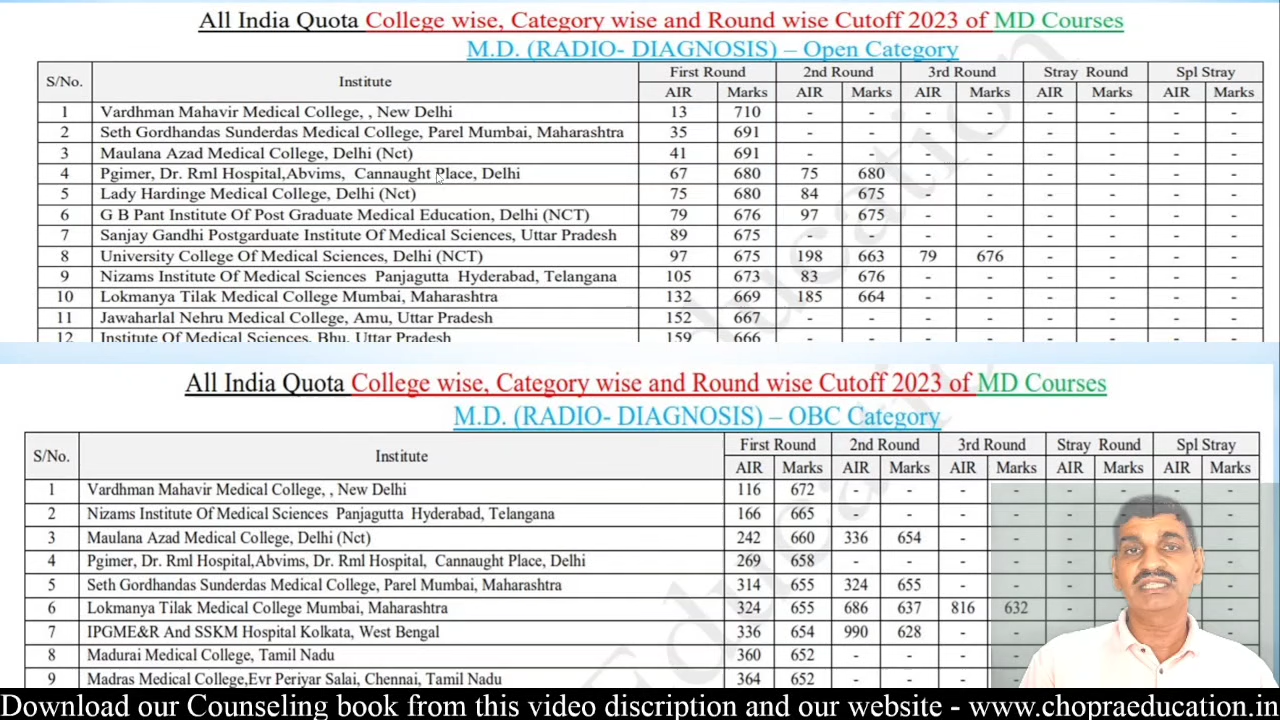 All India Quota College wise, Category wise and Round wise Cutoff 2023 of MD Courses
M.D. (RADIO- DIAGNOSIS) – Open Category
S/No. Institute First Round 2nd Round 3rd Round Stray Round Spl Stray
AIR Marks AIR Marks AIR Marks AIR Marks AIR Marks
1 Vardhman Mahavir Medical College, , New Delhi 13 710 - - - - - - - -
2 Seth Gordhandas Sunderdas Medical College, Parel Mumbai, Maharashtra 35 691 - - - - - - - -
3 Maulana Azad Medical College, Delhi (Nct) 41 691 - - - - - - - -
4 Pgimer, Dr. Rml Hospital,Abvims, Cannaught Place, Delhi 67 680 75 680 - - - - - -
5 Lady Hardinge Medical College, Delhi (Nct) 75 680 84 675 - - - - - -
6 G B Pant Institute Of Post Graduate Medical Education, Delhi (NCT) 79 676 97 675 - - - - - -
7 Sanjay Gandhi Postgarduate Institute Of Medical Sciences, Uttar Pradesh 89 675 - - - - - - - -
8 University College Of Medical Sciences, Delhi (NCT) 97 675 198 663 79 676 - - - -
9 Nizams Institute Of Medical Sciences Panjagutta Hyderabad, Telangana 105 673 83 676 - - - - - -
10 Lokmanya Tilak Medical College Mumbai, Maharashtra 132 669 185 664 - - - - - -
11 Jawaharlal Nehru Medical College, Amu, Uttar Pradesh 152 667 - - - - - - - -
12 Institute Of Medical Sciences, Bhu, Uttar Pradesh 159 666 - - - - - - - -
All India Quota College wise, Category wise and Round wise Cutoff 2023 of MD Courses
M.D. (RADIO- DIAGNOSIS) – OBC Category
S/No. Institute First Round 2nd Round 3rd Round Stray Round Spl Stray
AIR Marks AIR Marks AIR Marks AIR Marks AIR Marks
1 Vardhman Mahavir Medical College, , New Delhi 116 672 - - - - - - - -
2 Nizams Institute Of Medical Sciences Panjagutta Hyderabad, Telangana 166 665 - - - - - - - -
3 Maulana Azad Medical College, Delhi (Nct) 242 660 336 654 - - - - - -
4 Pgimer, Dr. Rml Hospital,Abvims, Dr. Rml Hospital, Cannaught Place, Delhi 269 658 - - - - - -
5 Seth Gordhandas Sunderdas Medical College, Parel Mumbai, Maharashtra 314 655 324 655 - - - - -
6 Lokmanya Tilak Medical College Mumbai, Maharashtra 324 655 686 637 816 632 - - -
7 IPGME&R And SSKM Hospital Kolkata, West Bengal 336 654 990 628 - - - - -
8 Madurai Medical College, Tamil Nadu 360 652 - - - - - -
9 Madras Medical College,Evr Periyar Salai, Chennai, Tamil Nadu 364 652 - - - - -
Download our Counseling book from this video discription and our website - www.chopraeducation.in